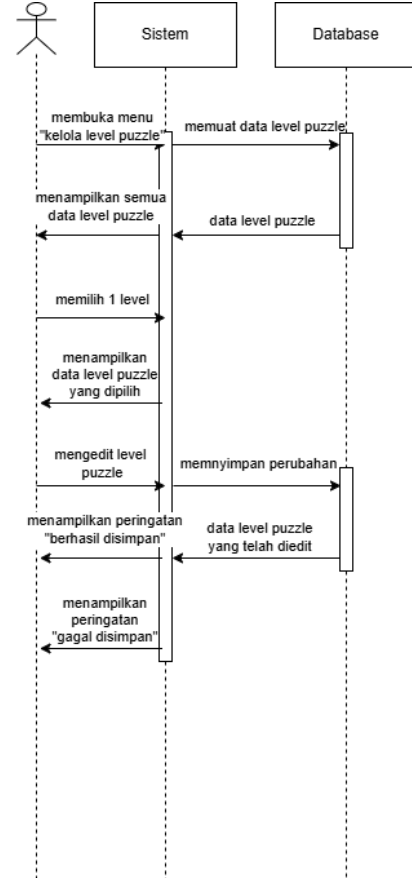 Sistem
Database
membuka menu
"kelola level puzzle"
memuat data level puzzle
menampilkan semua
data level puzzle
data level puzzle
memilih 1 level
menampilkan
data level puzzle
yang dipilih
mengedit level
puzzle
memnyimpan perubahan
menampilkan peringatan
"berhasil disimpan"
data level puzzle
yang telah diedit
menampilkan
peringatan
"gagal disimpan"